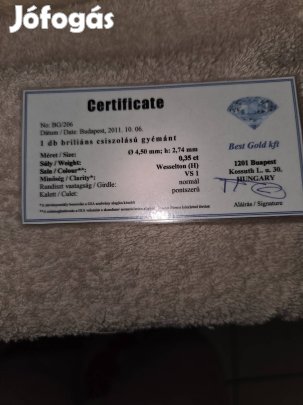 Jófogás
Certificate
No: BG/206
Dátum / Date: Budapest, 2011. 10. 06.
1 db briliáns csiszolású gyémánt
Méret / Size: Ø 4,50 mm; h: 2,74 mm
Súly / Weight: 0,35 ct
Szín / Colour**: Wesselton (H)
Minőség / Clarity*: VS 1
Rundiszt vastagság / Girdle: normál
Kalett / Culet: pontszerű
Best Gold kft
1201 Buapest
Kossuth L. u. 30.
HUNGARY
Aláírás / Signature